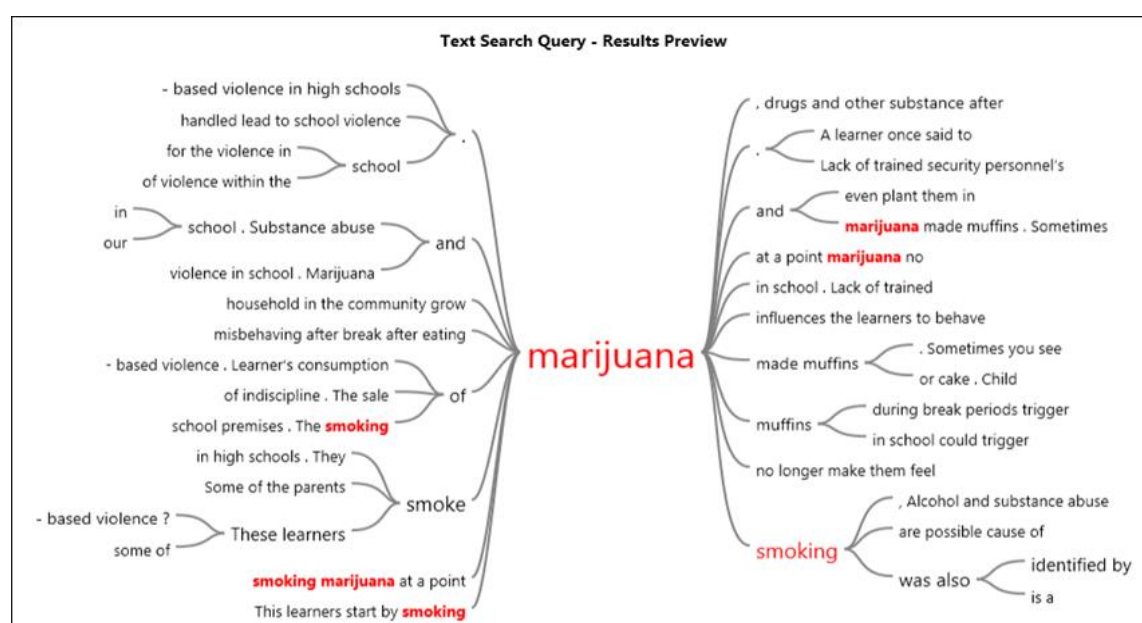 Text Search Query - Results Preview
- based violence in high schools
handled lead to school violence
.
for the violence in
of violence within the
school
in
our
school . Substance abuse
and
violence in school . Marijuana
household in the community grow
misbehaving after break after eating
- based violence . Learner's consumption
of indiscipline . The sale
of
school premises . The smoking
in high schools . They
Some of the parents
smoke
- based violence ?
some of
These learners
smoking marijuana at a point
This learners start by smoking
marijuana
, drugs and other substance after
.
A learner once said to
Lack of trained security personnel's
and
even plant them in
marijuana made muffins . Sometimes
at a point marijuana no
in school . Lack of trained
influences the learners to behave
made muffins
. Sometimes you see
or cake . Child
muffins
during break periods trigger
in school could trigger
no longer make them feel
smoking
, Alcohol and substance abuse
are possible cause of
was also
identified by
is a